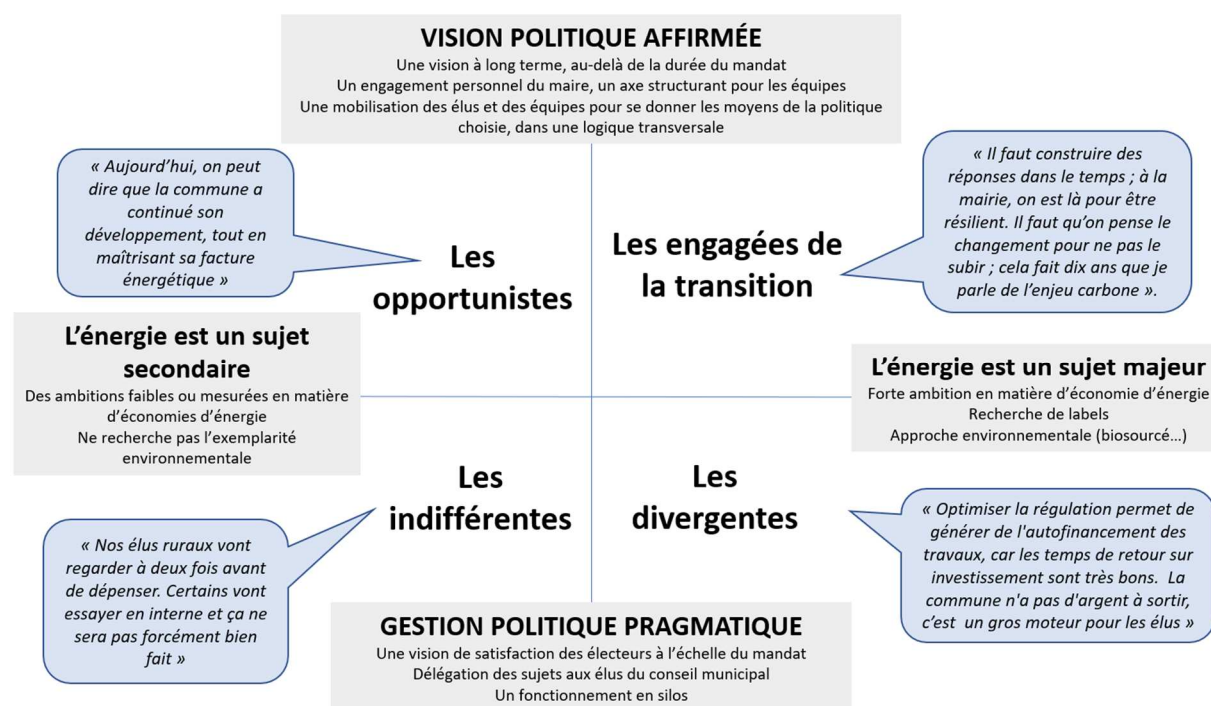 VISION POLITIQUE AFFIRMÉE
Une vision à long terme, au-delà de la durée du mandat
Un engagement personnel du maire, un axe structurant pour les équipes
Une mobilisation des élus et des équipes pour se donner les moyens de la politique
choisie, dans une logique transversale
« Aujourd’hui, on peut
dire que la commune a
continué son
développement, tout en
maîtrisant sa facture
énergétique »
Les
opportunistes
Les engagées de
la transition
« Il faut construire des
réponses dans le temps ; à la
mairie, on est là pour être
résilient. Il faut qu’on pense le
changement pour ne pas le
subir ; cela fait dix ans que je
parle de l’enjeu carbone ».
L’énergie est un sujet
secondaire
Des ambitions faibles ou mesurées en matière
d’économies d’énergie
Ne recherche pas l’exemplarité
environnementale
L’énergie est un sujet majeur
Forte ambition en matière d’économie d’énergie
Recherche de labels
Approche environnementale (biosourcé...)
Les
indifférentes
Les
divergentes
« Nos élus ruraux vont
regarder à deux fois avant
de dépenser. Certains vont
essayer en interne et ça ne
sera pas forcément bien
fait »
« Optimiser la régulation permet de
générer de l'autofinancement des
travaux, car les temps de retour sur
investissement sont très bons. La
commune n'a pas d'argent à sortir,
c’est un gros moteur pour les élus »
GESTION POLITIQUE PRAGMATIQUE
Une vision de satisfaction des électeurs à l’échelle du mandat
Délégation des sujets aux élus du conseil municipal
Un fonctionnement en silos